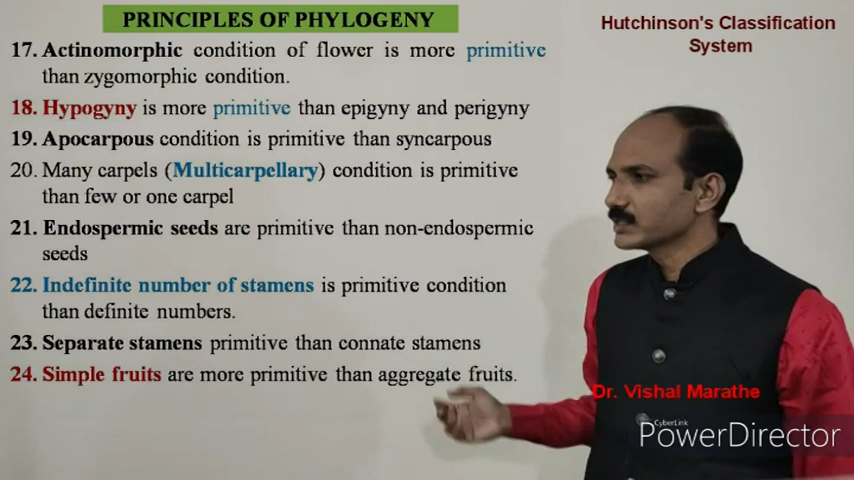 PRINCIPLES OF PHYLOGENY
Hutchinson's Classification
System
17. Actinomorphic condition of flower is more primitive
than zygomorphic condition.
18. Hypogyny is more primitive than epigyny and perigyny
19. Apocarpous condition is primitive than syncarpous
20. Many carpels (Multicarpellary) condition is primitive
than few or one carpel
21. Endospermic seeds are primitive than non-endospermic
seeds
22. Indefinite number of stamens is primitive condition
than definite numbers.
23. Separate stamens primitive than connate stamens
24. Simple fruits are more primitive than aggregate fruits.
Dr. Vishal Marathe
CyberLink
PowerDirector